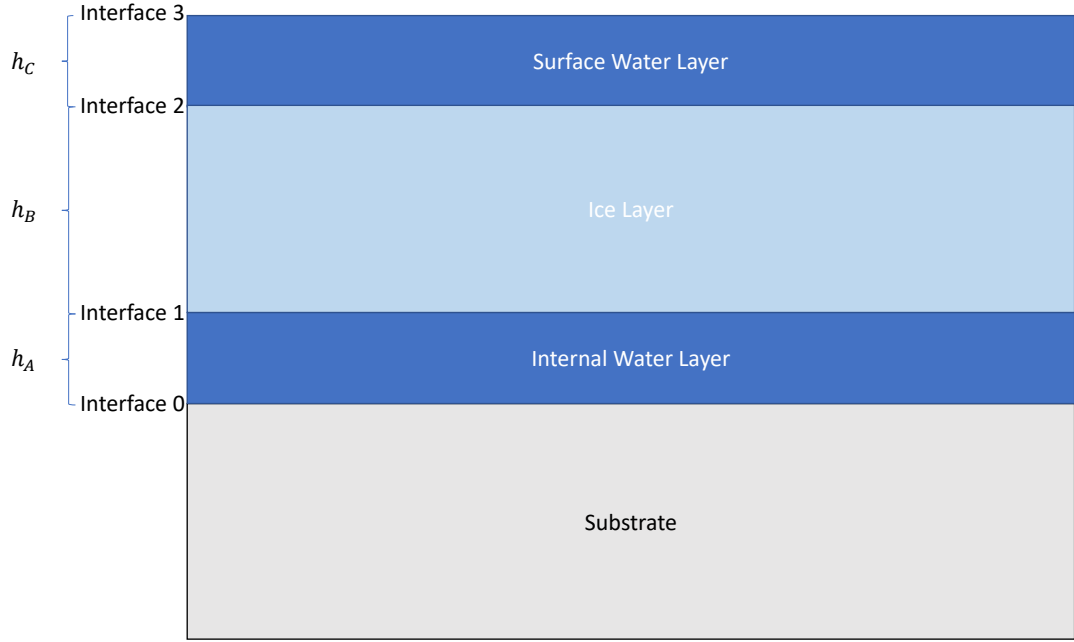 Interface 3
h_C
Surface Water Layer
Interface 2
h_B
Ice Layer
Interface 1
h_A
Internal Water Layer
Interface 0
Substrate